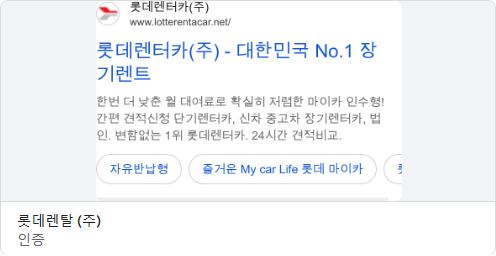 롯데렌터카(주)
www.lotterentacar.net/
롯데렌터카(주) - 대한민국 No.1 장
기렌트
한번 더 낮춘 월 대여료로 확실히 저렴한 마이카 인수형!
간편 견적신청 단기렌터카, 신차 중고차 장기렌터카, 법
인. 변함없는 1위 롯데렌터카. 24시간 견적비교.
자유반납형
즐거운 My car Life 롯데 마이카
롯데렌탈 (주)
인증